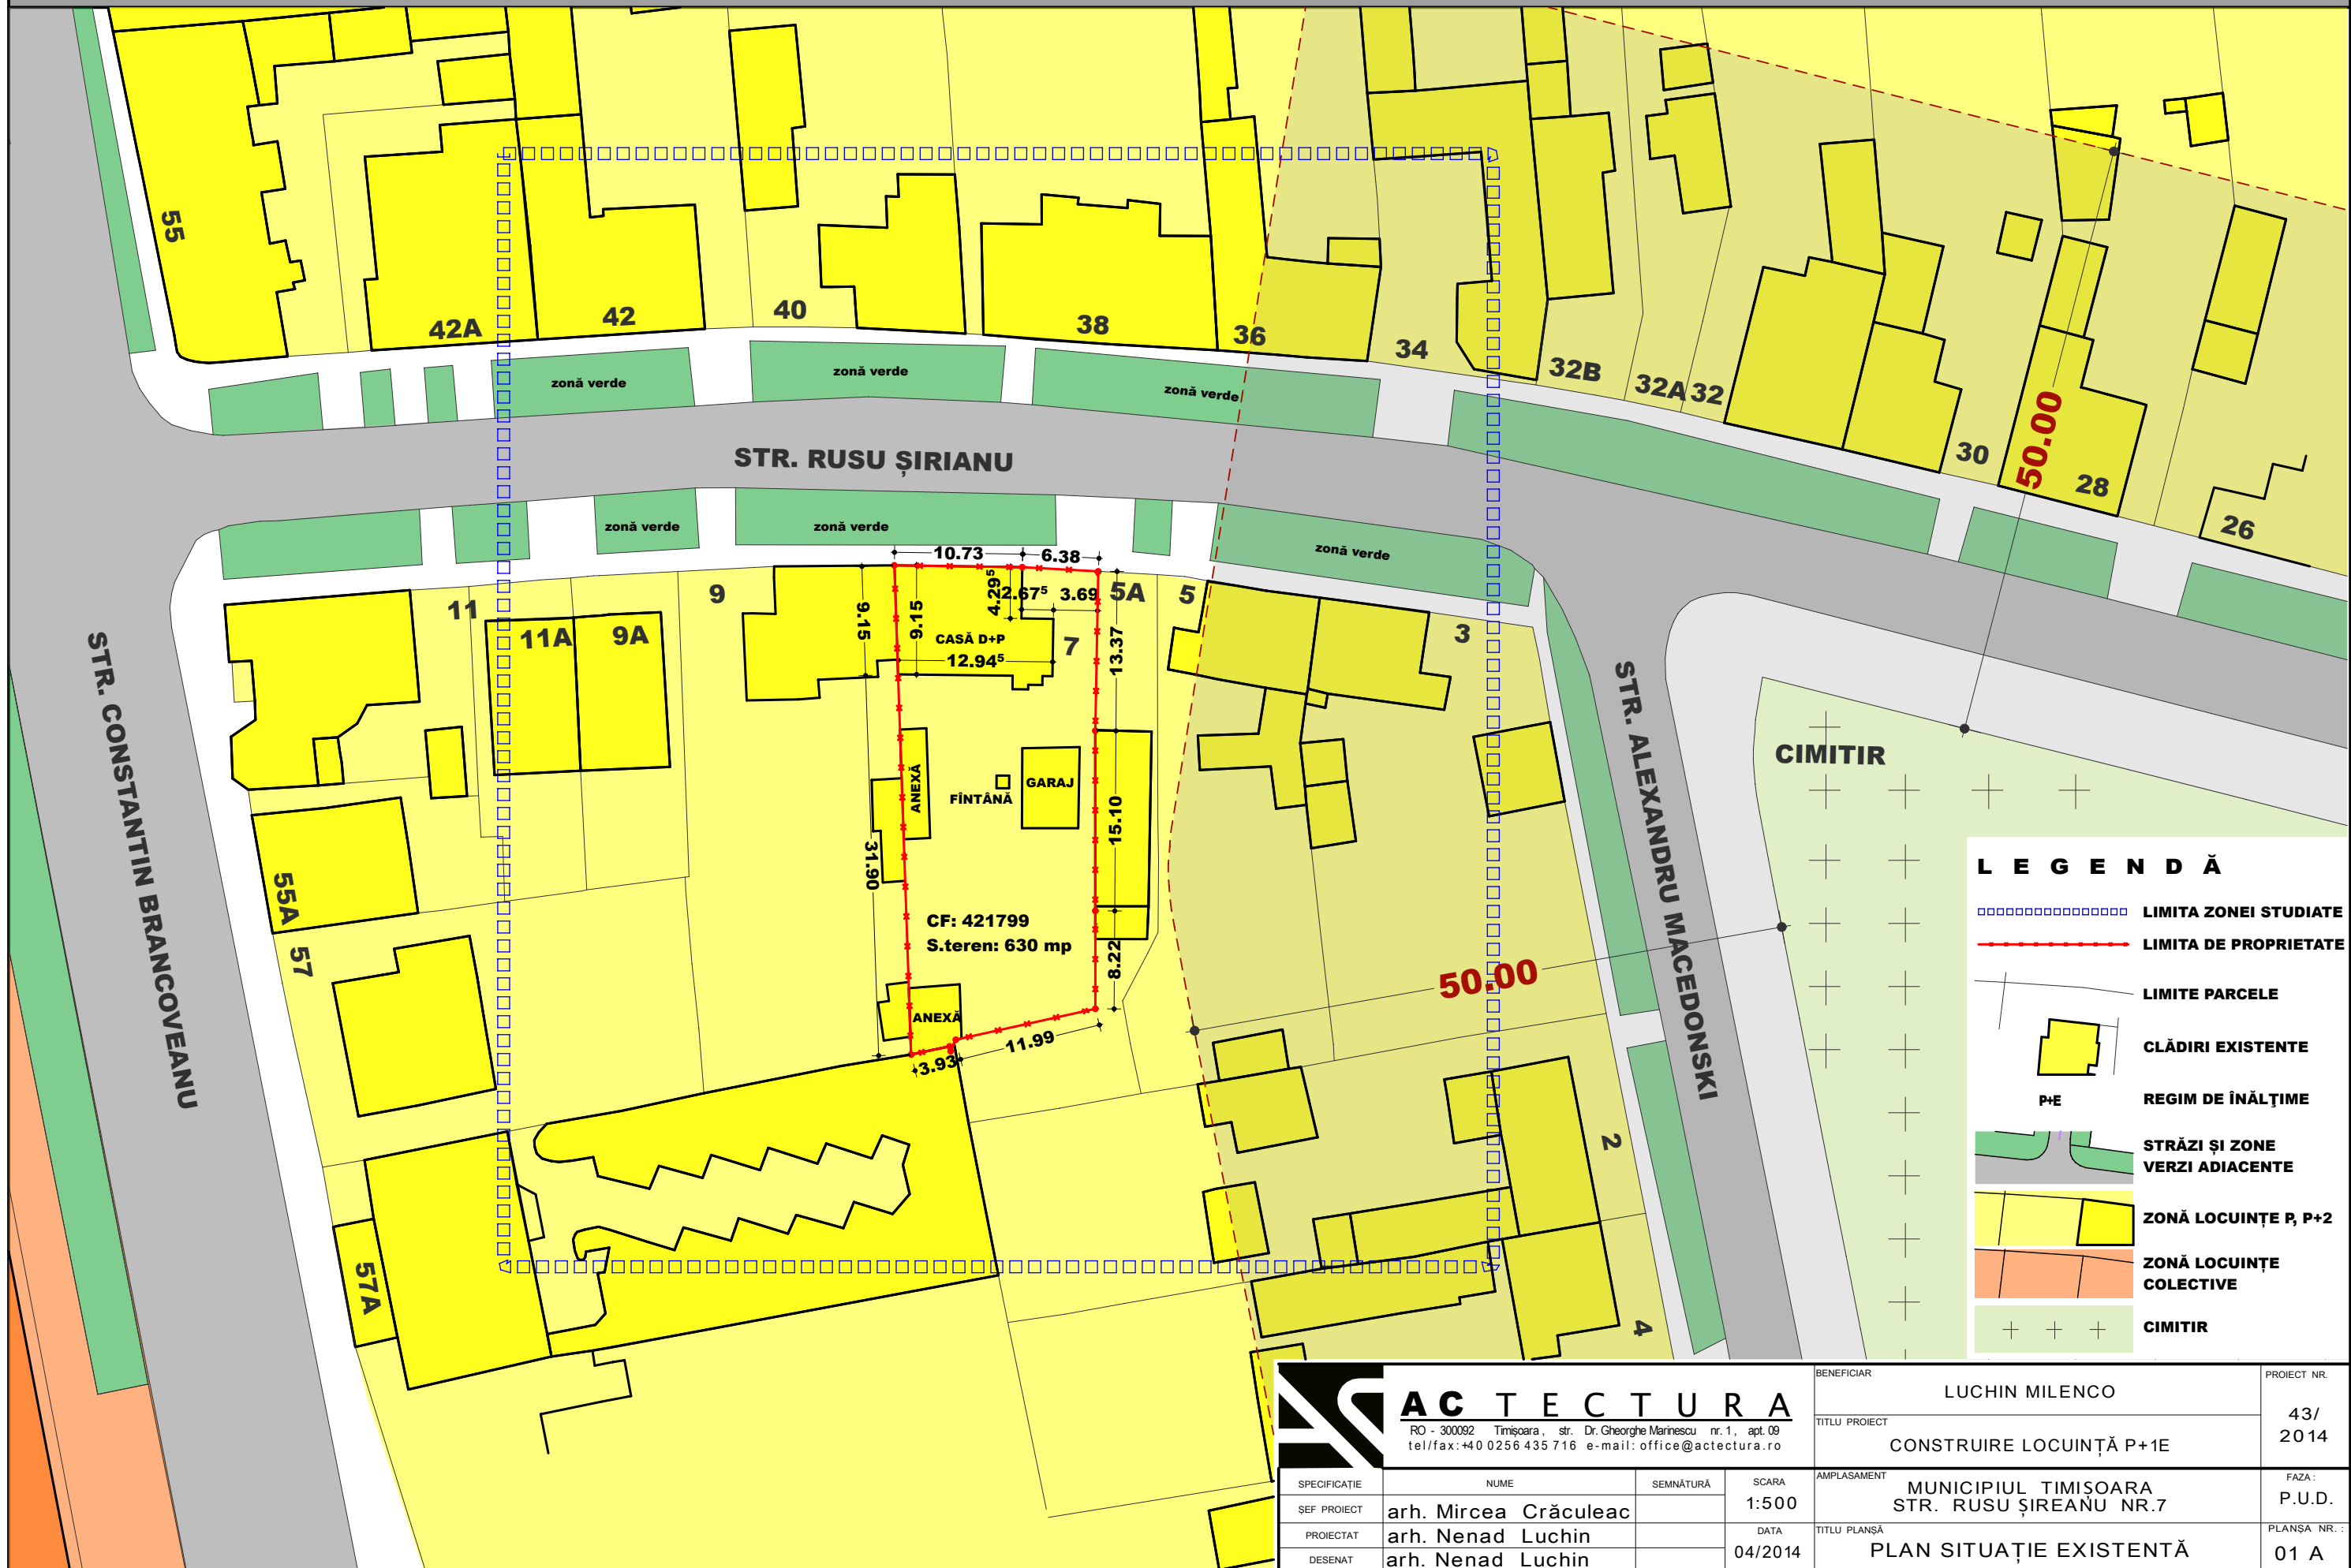 55
42A
42
40
38
36
34
32B
32A
32
30
28
26
50.00
zonă verde
zonă verde
zonă verde
STR. RUSU ȘIRIANU
zonă verde
zonă verde
zonă verde
10.73
6.38
4.29⁵
2.67⁵
3.69
9.15
9.15
CASĂ D+P
12.94⁵
13.37
11
11A
9A
9
7
5A
5
3
STR. CONSTANTIN BRANCOVEANU
STR. ALEXANDRU MACEDONSKI
CIMITIR
ANEXĂ
FÎNTÂNĂ
GARAJ
15.10
31.90
CF: 421799
S.teren: 630 mp
8.22
ANEXĂ
11.99
3.93
50.00
55A
57
57A
2
4
L E G E N D Ă
LIMITA ZONEI STUDIATE
LIMITA DE PROPRIETATE
LIMITE PARCELE
CLĂDIRI EXISTENTE
P+E
REGIM DE ÎNĂLŢIME
STRĂZI ȘI ZONE
VERZI ADIACENTE
ZONĂ LOCUINȚE P, P+2
ZONĂ LOCUINȚE
COLECTIVE
CIMITIR
AC TECTURA
RO - 300092 Timișoara, str. Dr. Gheorghe Marinescu nr. 1, apt. 09
tel/fax: +40 0256 435 716 e-mail: office@actectura.ro
BENEFICIAR
LUCHIN MILENCO
PROIECT NR.
43/
2014
TITLU PROIECT
CONSTRUIRE LOCUINȚĂ P+1E
SPECIFICAȚIE
NUME
SEMNĂTURĂ
SCARA
1:500
AMPLASAMENT
MUNICIPIUL TIMIȘOARA
STR. RUSU ȘIREANU NR.7
FAZA :
P.U.D.
ȘEF PROIECT
arh. Mircea Crăculeac
PROIECTAT
arh. Nenad Luchin
DATA
04/2014
TITLU PLANȘĂ
PLAN SITUAȚIE EXISTENTĂ
PLANȘA NR. :
01 A
DESENAT
arh. Nenad Luchin